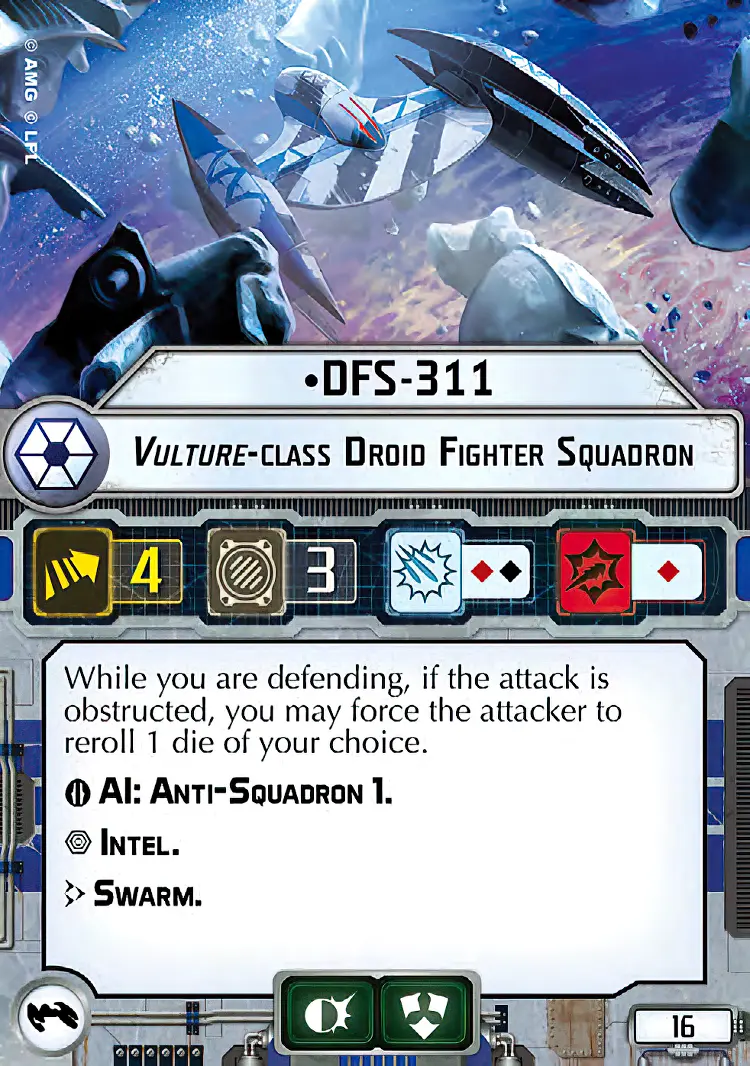 © AMG © LFL
•DFS-311
Vulture-class Droid Fighter Squadron
4
3
While you are defending, if the attack is
obstructed, you may force the attacker to
reroll 1 die of your choice.
AI: Anti-Squadron 1.
Intel.
Swarm.
16